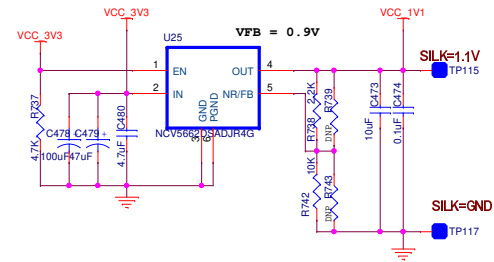 VCC_1V1
VCC_3V3
VCC_3V3
U25
VFB = 0.9V
SILK=1.1V
TP115
1
EN
OUT
4
2
IN
NR/FB
5
GND
PGND
3
6
NCV5662DSADJR4G
R737
4.7K
C478
100uF
C479
+
47uF
C480
4.7uF
2.2K
R738
R739
DNP
10K
R742
R743
DNP
C473
10uF
C474
0.1uF
SILK=GND
TP117